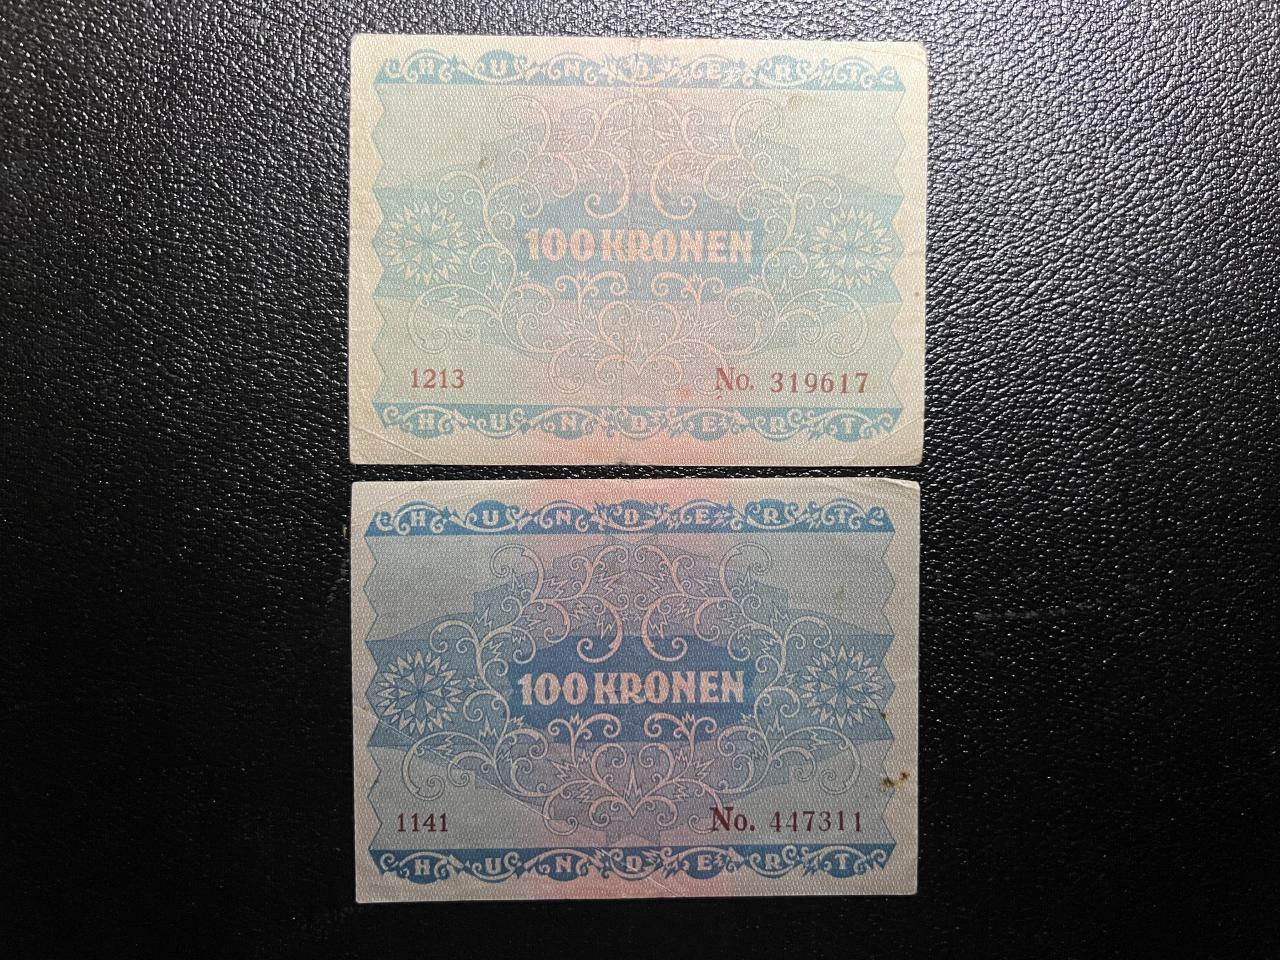 HUNDERT
100 KRONEN
1213 No. 319617
HUNDERT
HUNDERT
100 KRONEN
1141 No. 447311
HUNDERT